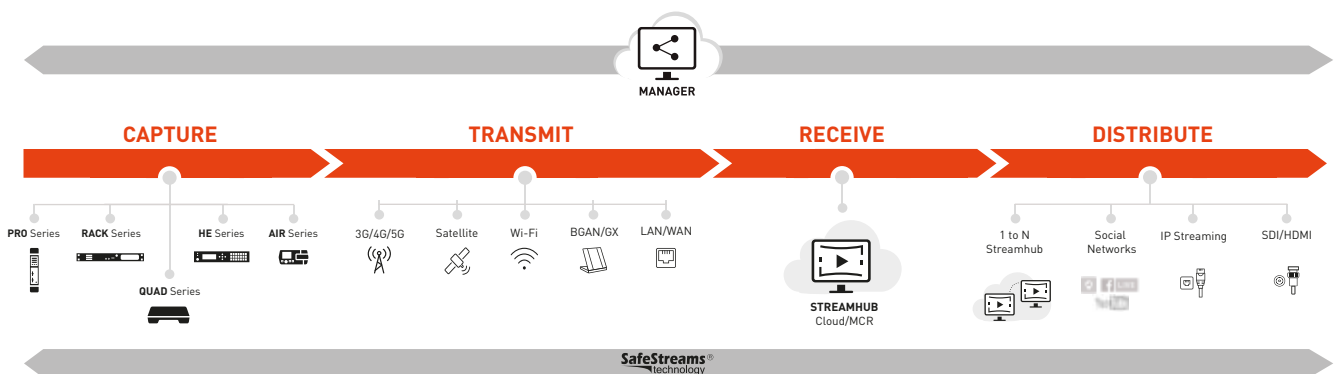 MANAGER
CAPTURE
TRANSMIT
RECEIVE
DISTRIBUTE
PRO Series
RACK Series
HE Series
AIR Series
QUAD Series
3G/4G/5G
Satellite
Wi-Fi
BGAN/GX
LAN/WAN
STREAMHUB
Cloud/MCR
1 to N
Streamhub
Social
Networks
IP Streaming
SDI/HDMI
SafeStreams®
technology